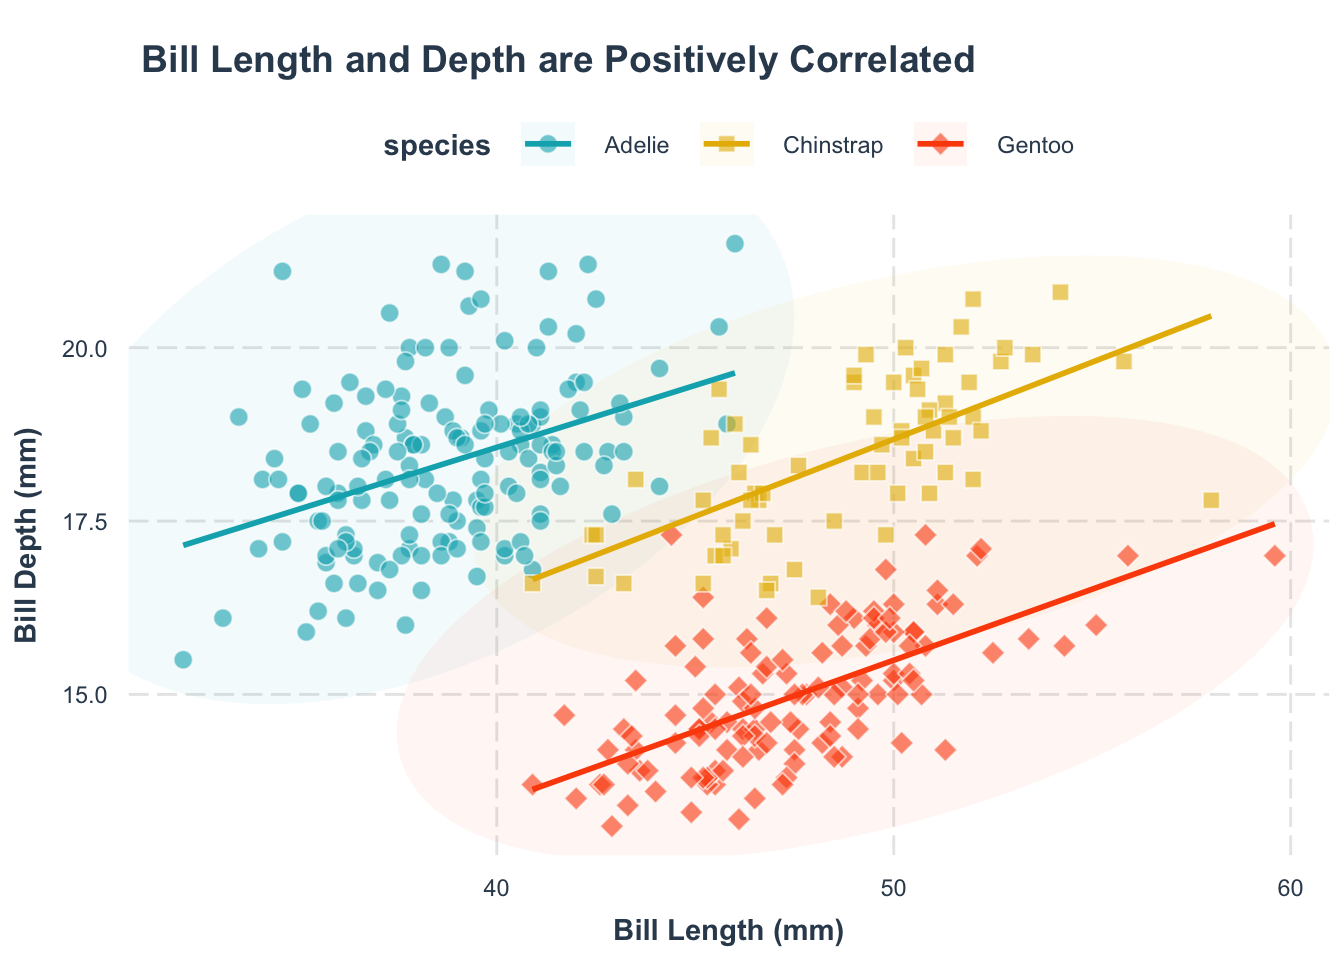 Bill Length and Depth are Positively Correlated
species Adelie Chinstrap Gentoo
Bill Depth (mm)
20.0
17.5
15.0
40 50 60
Bill Length (mm)